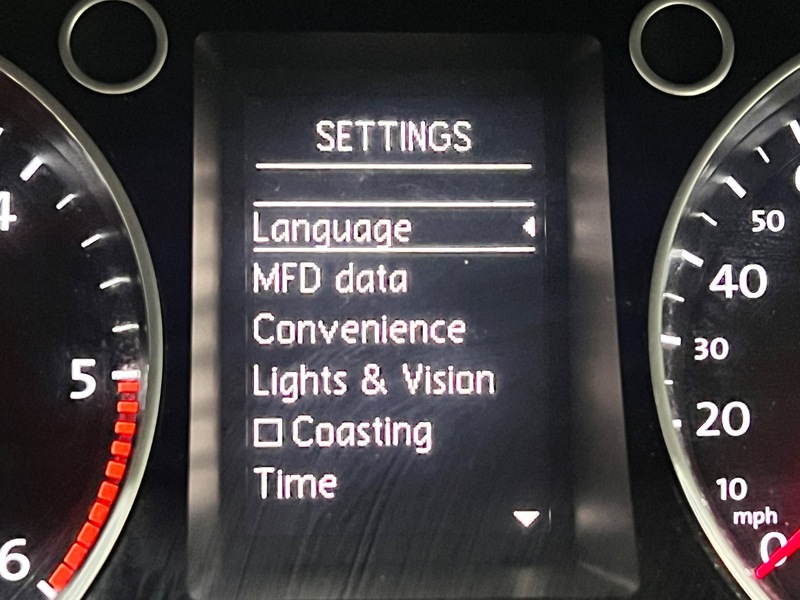 SETTINGS
Language
MFD data
Convenience
Lights & Vision
Coasting
Time
4
5
6
50
40
30
20
10
mph
0